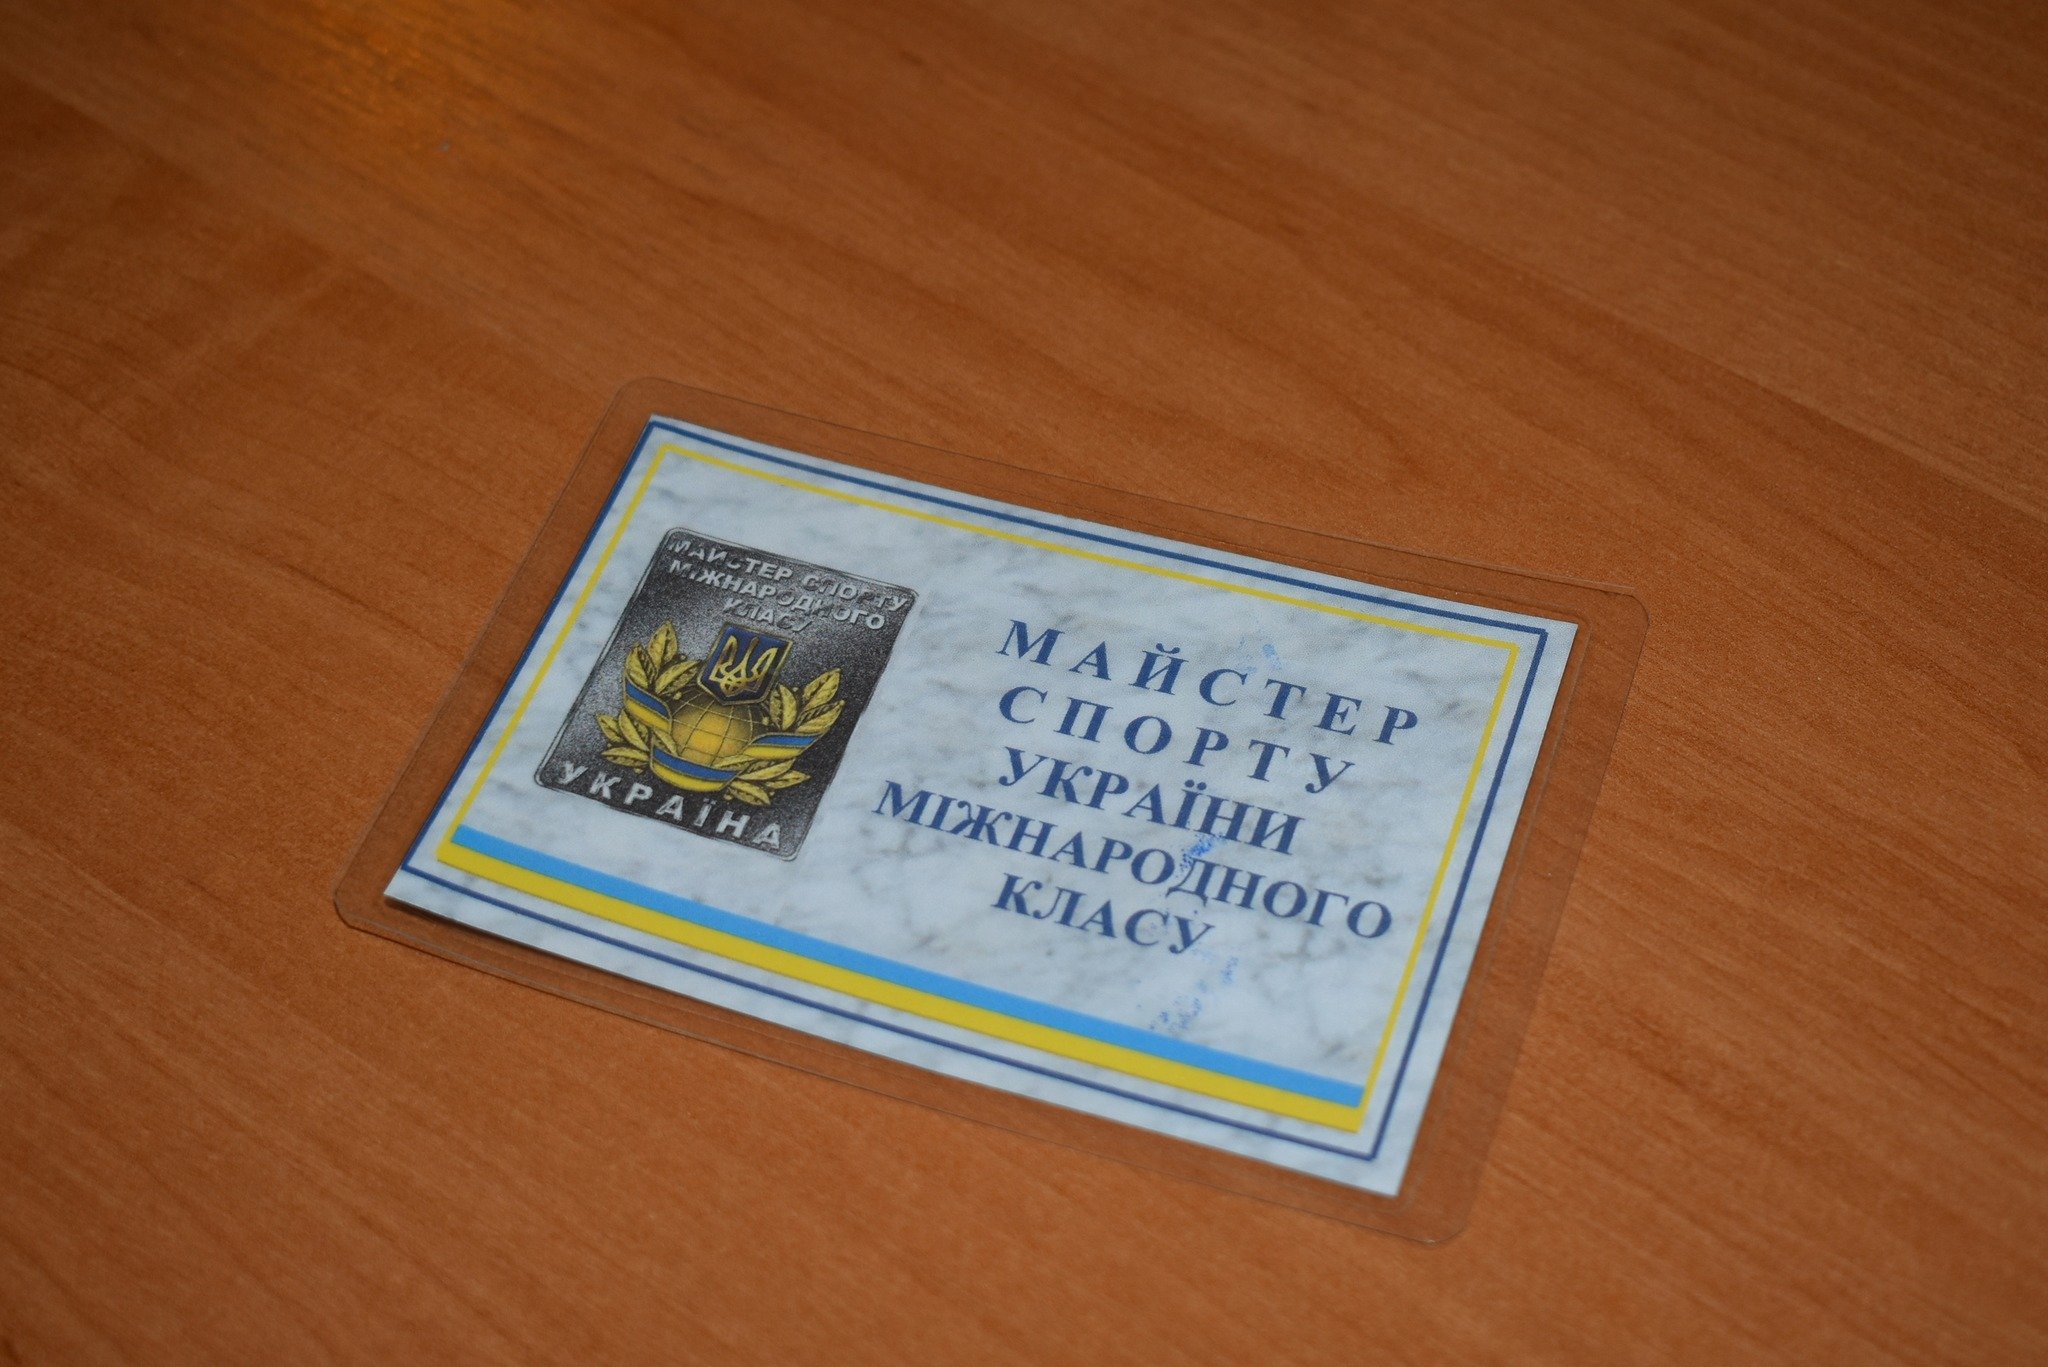 МАЙСТЕР СПОРТУ
МІЖНАРОДНОГО
КЛАСУ
УКРАЇНА
МАЙСТЕР
СПОРТУ
УКРАЇНИ
МІЖНАРОДНОГО
КЛАСУ